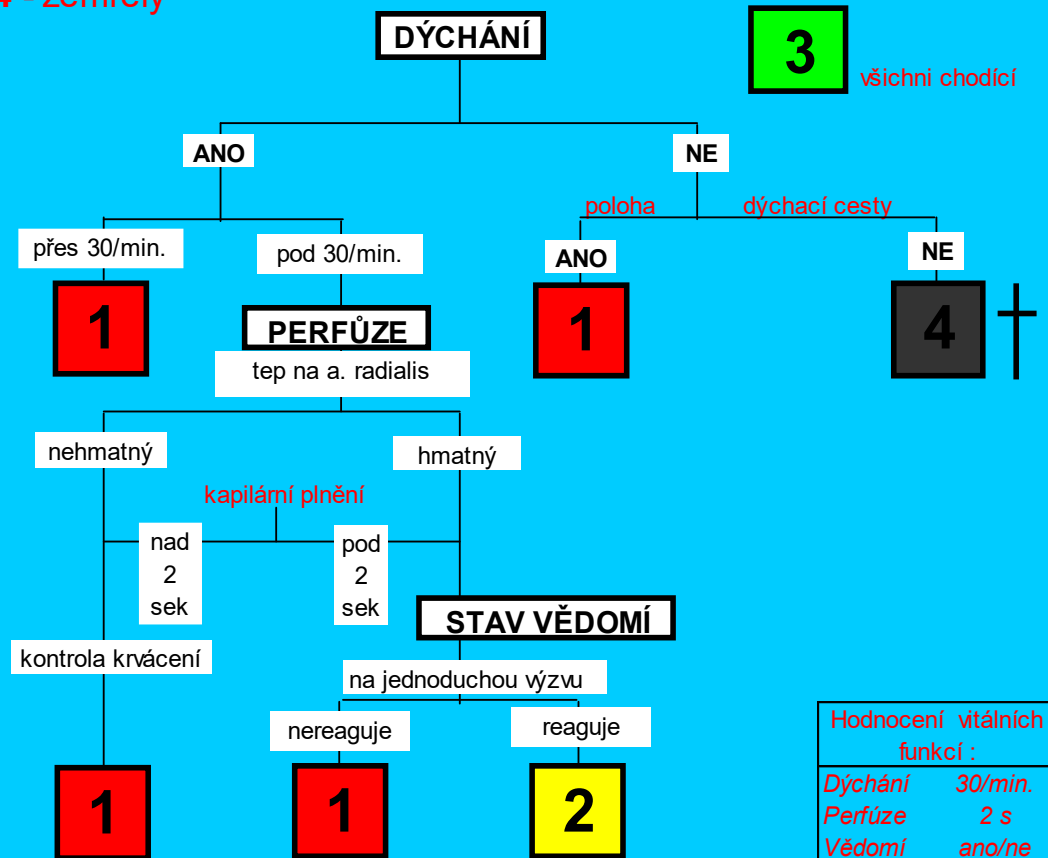 4 - zemřelý
DÝCHÁNÍ
3
všichni chodící
ANO
NE
poloha
dýchací cesty
přes 30/min.
pod 30/min.
ANO
NE
1
1
4
PERFŮZE
tep na a. radialis
nehmatný
hmatný
kapilární plnění
nad
2
sek
pod
2
sek
STAV VĚDOMÍ
kontrola krvácení
na jednoduchou výzvu
nereaguje
reaguje
1
1
2
Hodnocení vitálních
funkcí :
Dýchání 30/min.
Perfúze 2 s
Vědomí ano/ne